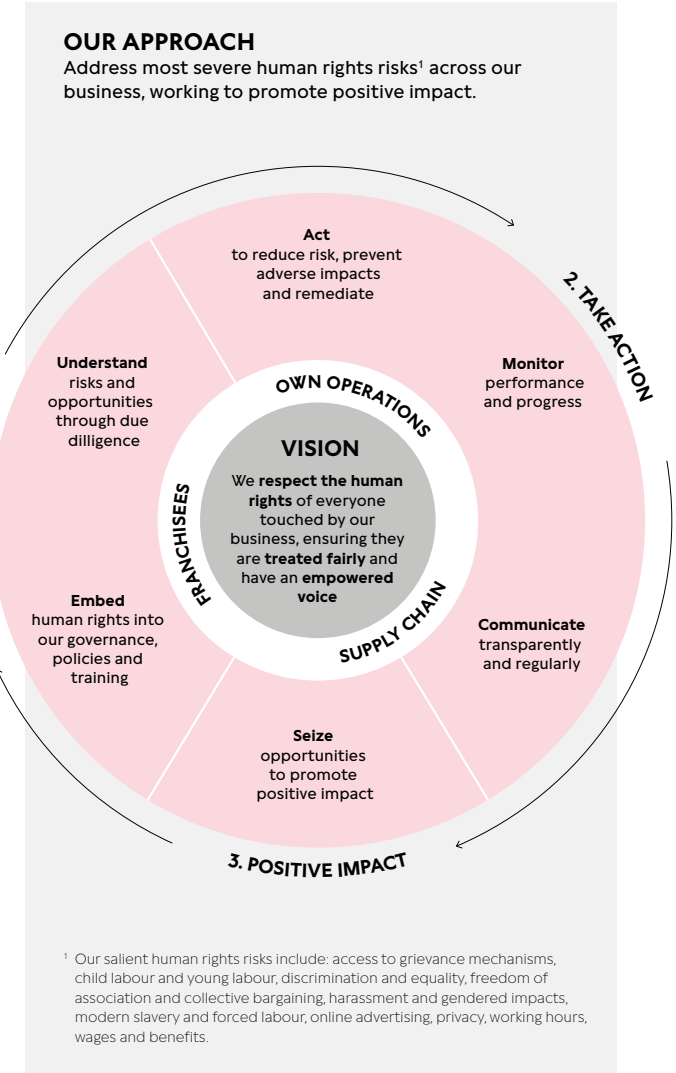 OUR APPROACH
Address most severe human rights risks¹ across our
business, working to promote positive impact.
Act
to reduce risk, prevent
adverse impacts
and remediate
2. TAKE ACTION
Monitor
performance
and progress
Understand
risks and
opportunities
through due
dilligence
OWN OPERATIONS
VISION
We respect the human
rights of everyone
touched by our
business, ensuring they
are treated fairly and
have an empowered
voice
FRANCHISEES
SUPPLY CHAIN
Embed
human rights into
our governance,
policies and
training
Communicate
transparently
and regularly
Seize
opportunities
to promote
positive impact
3. POSITIVE IMPACT
¹ Our salient human rights risks include: access to grievance mechanisms,
child labour and young labour, discrimination and equality, freedom of
association and collective bargaining, harassment and gendered impacts,
modern slavery and forced labour, online advertising, privacy, working hours,
wages and benefits.